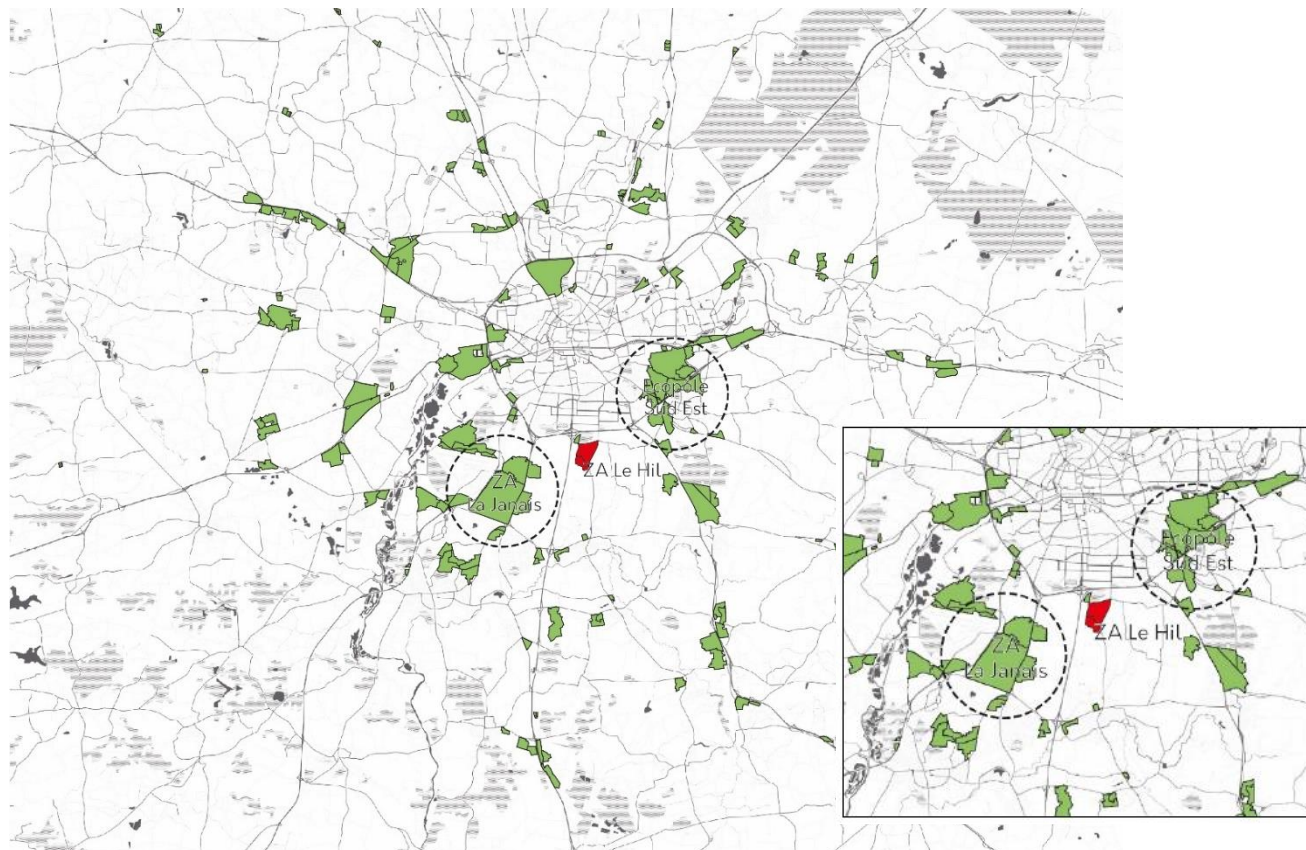 Ecopôle
Sud Est
ZA Le Hil
ZA
La Janais
Ecopôle
Sud Est
ZA Le Hil
ZA
La Janais